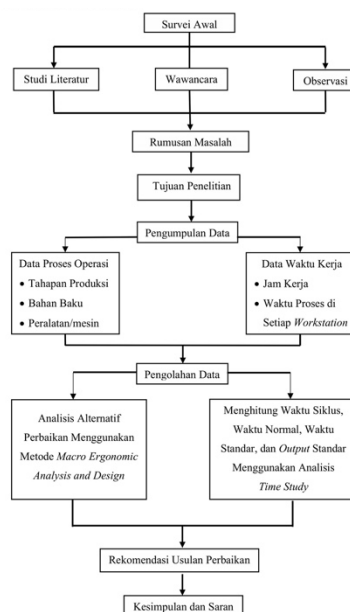 Survei Awal
Studi Literatur
Wawancara
Observasi
Rumusan Masalah
Tujuan Penelitian
Pengumpulan Data
Data Proses Operasi
• Tahapan Produksi
• Bahan Baku
• Peralatan/mesin
Data Waktu Kerja
• Jam Kerja
• Waktu Proses di
Setiap Workstation
Pengolahan Data
Analisis Alternatif
Perbaikan Menggunakan
Metode Macro Ergonomic
Analysis and Design
Menghitung Waktu Siklus,
Waktu Normal, Waktu
Standar, dan Output Standar
Menggunakan Analisis
Time Study
Rekomendasi Usulan Perbaikan
Kesimpulan dan Saran